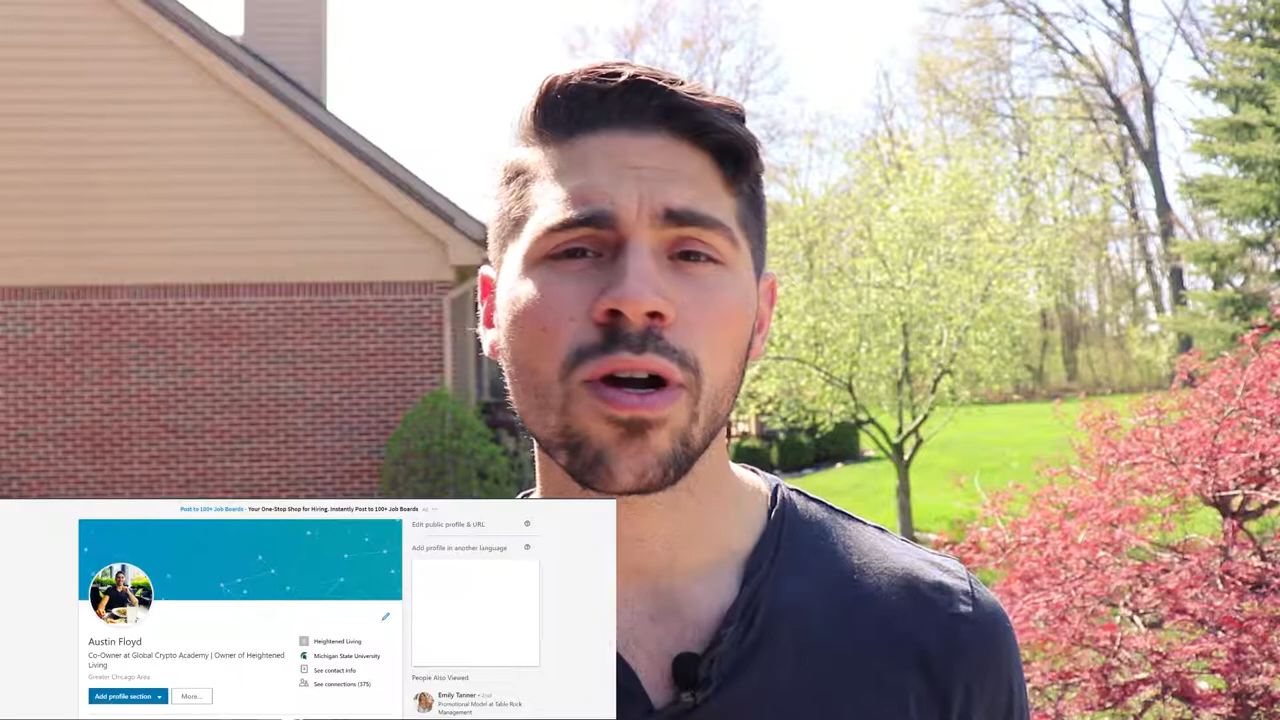 Post to 100+ Job Boards - Your One-Stop Shop for Hiring. Instantly Post to 100+ Job Boards Ad ...
Edit public profile & URL
Add profile in another language
Austin Floyd
Co-Owner at Global Crypto Academy | Owner of Heightened
Living
Greater Chicago Area
Add profile section
More...
Heightened Living
Michigan State University
See contact info
See connections (375)
People Also Viewed
Emily Tanner • 2nd
Promotional Model at Table Rock
Management